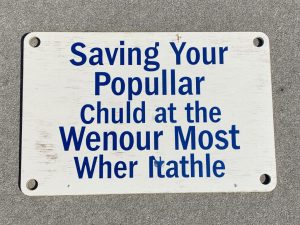 Saving Your
Popullar
Chuld at the
Wenour Most
Wher Itathle